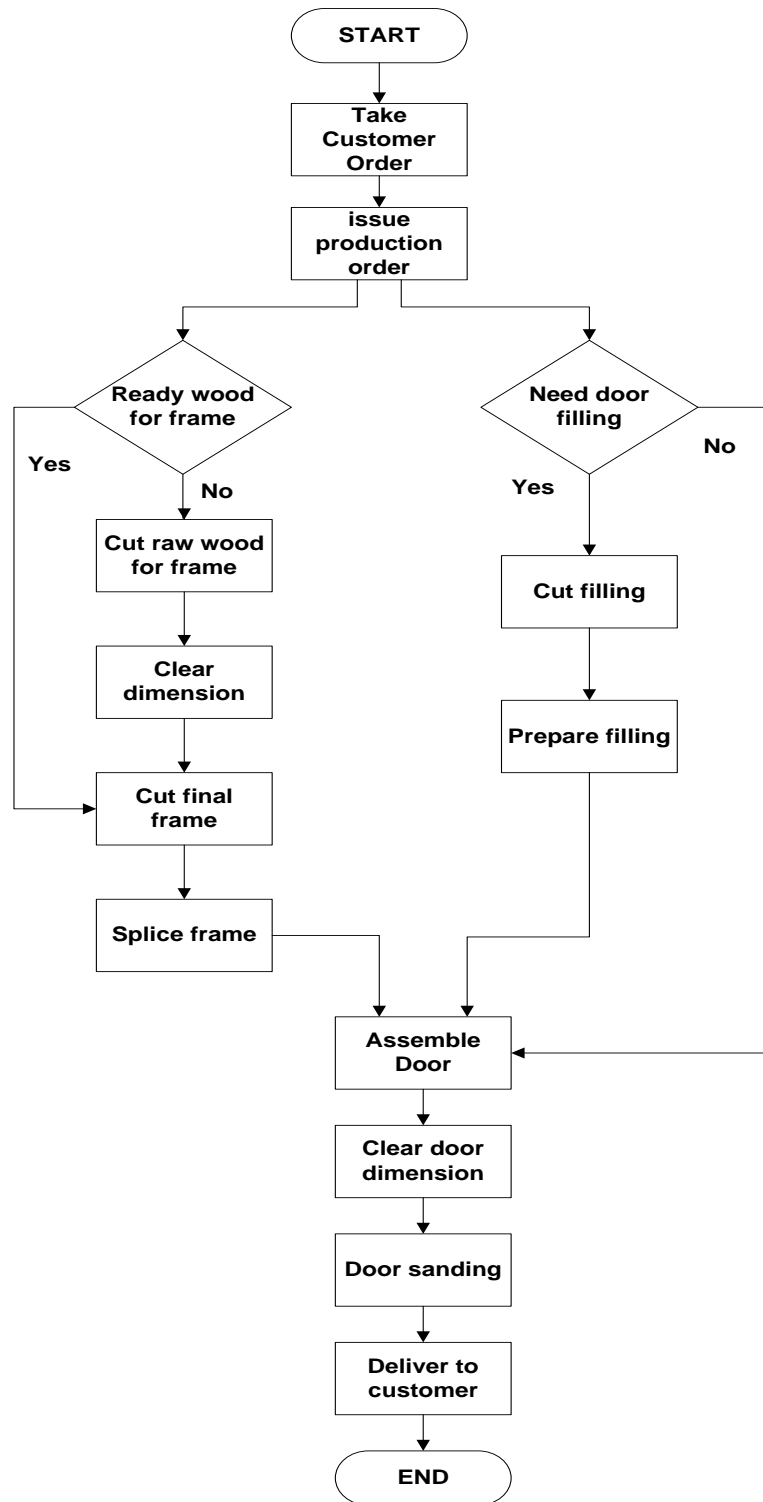 START
Take
Customer
Order
issue
production
order
Ready wood
for frame
Need door
filling
Yes
No
Yes
No
Cut raw wood
for frame
Cut filling
Clear
dimension
Prepare filling
Cut final
frame
Splice frame
Assemble
Door
Clear door
dimension
Door sanding
Deliver to
customer
END